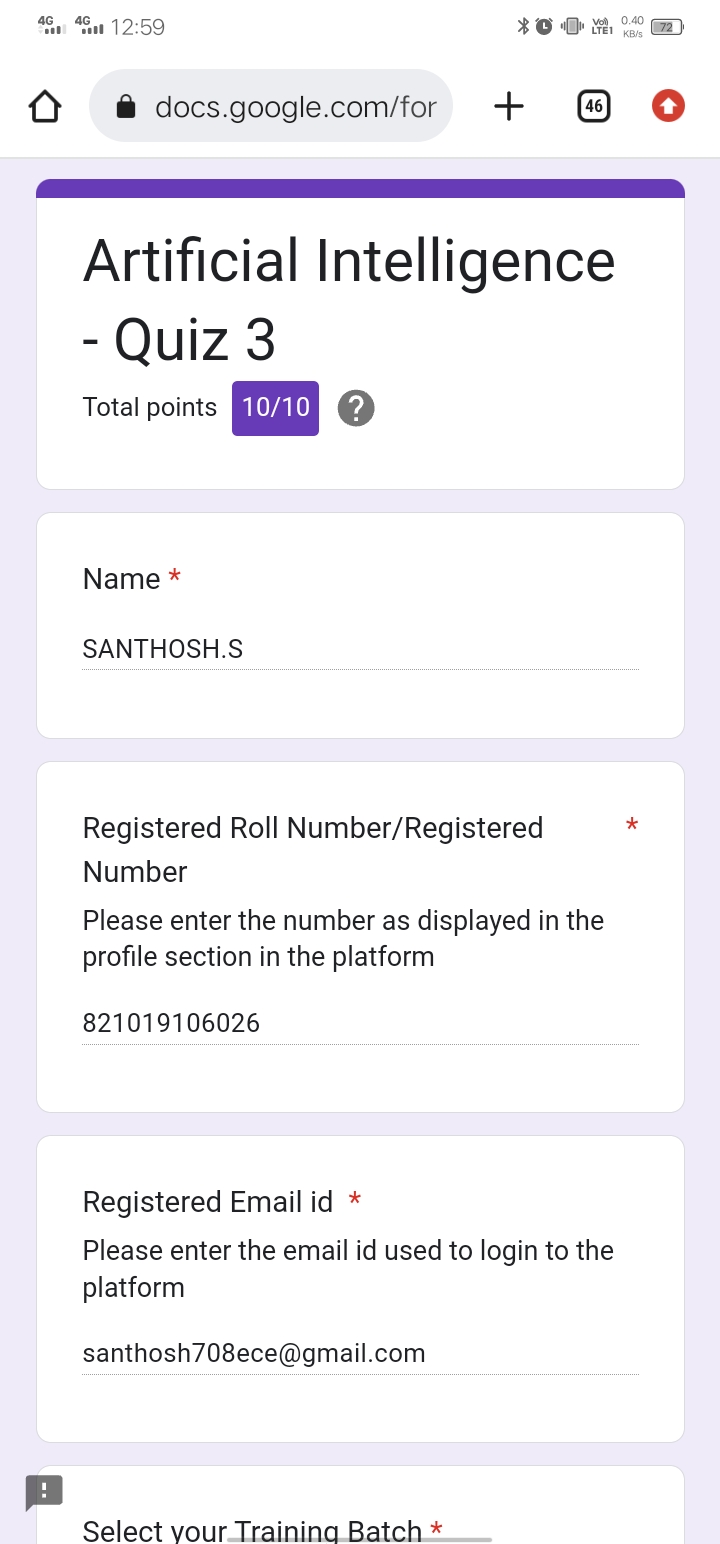 4G 4G 12:59 Vo) LTE1 0.40 KB/s 72
docs.google.com/for 46
Artificial Intelligence
- Quiz 3
Total points 10/10 ?
Name *
SANTHOSH.S
Registered Roll Number/Registered *
Number
Please enter the number as displayed in the
profile section in the platform
821019106026
Registered Email id *
Please enter the email id used to login to the
platform
santhosh708ece@gmail.com
!
Select your Training Batch *